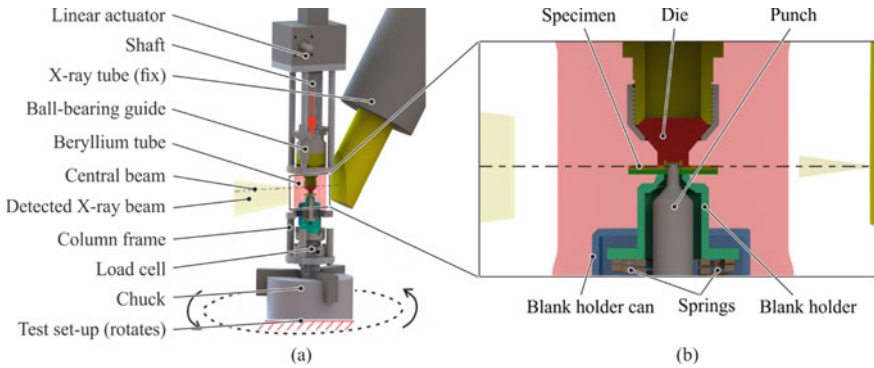 Linear actuator
Shaft
X-ray tube (fix)
Ball-bearing guide
Beryllium tube
Central beam
Detected X-ray beam
Column frame
Load cell
Chuck
Test set-up (rotates)
(a)
Specimen
Die
Punch
Blank holder can
Springs
Blank holder
(b)